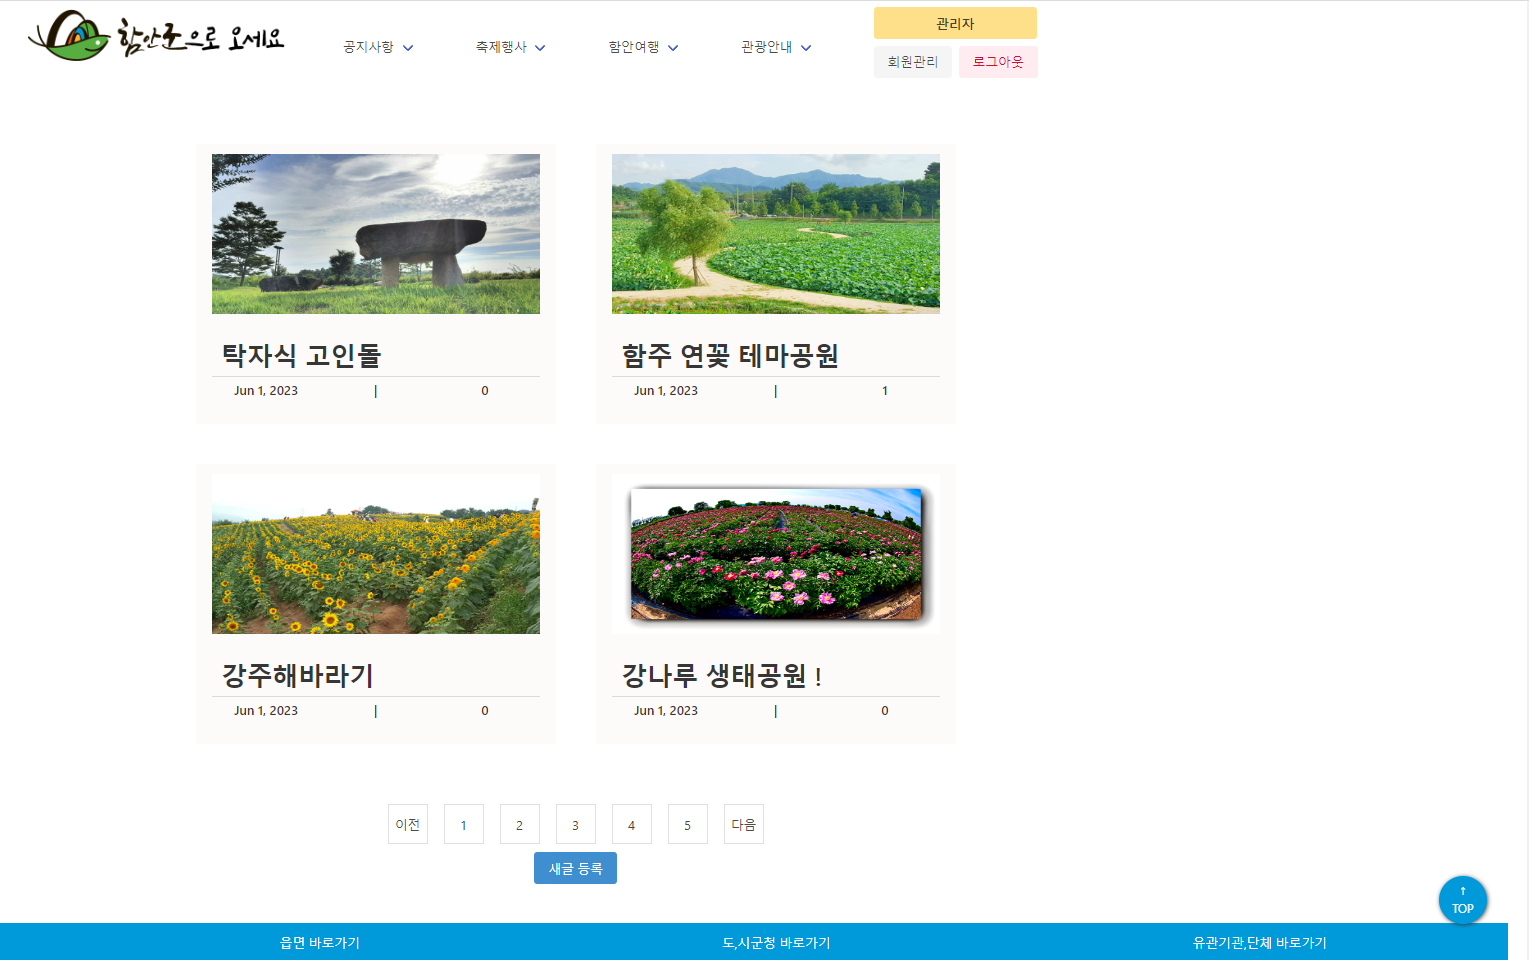 함안군으로 오세요
공지사항
축제행사
함안여행
관광안내
관리자
회원관리
로그아웃
탁자식 고인돌
Jun 1, 2023 | 0
함주 연꽃 테마공원
Jun 1, 2023 | 1
강주해바라기
Jun 1, 2023 | 0
강나루 생태공원 !
Jun 1, 2023 | 0
이전 1 2 3 4 5 다음
새글 등록
↑
TOP
읍면 바로가기
도,시군청 바로가기
유관기관,단체 바로가기